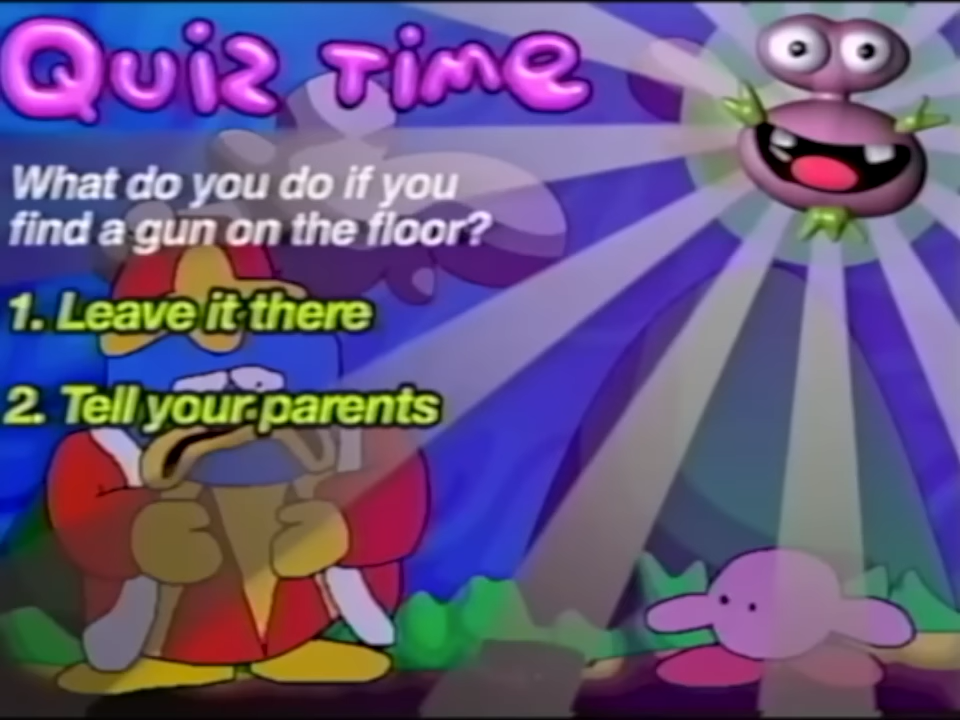 Quiz Time
What do you do if you
find a gun on the floor?
1. Leave it there
2. Tell your parents